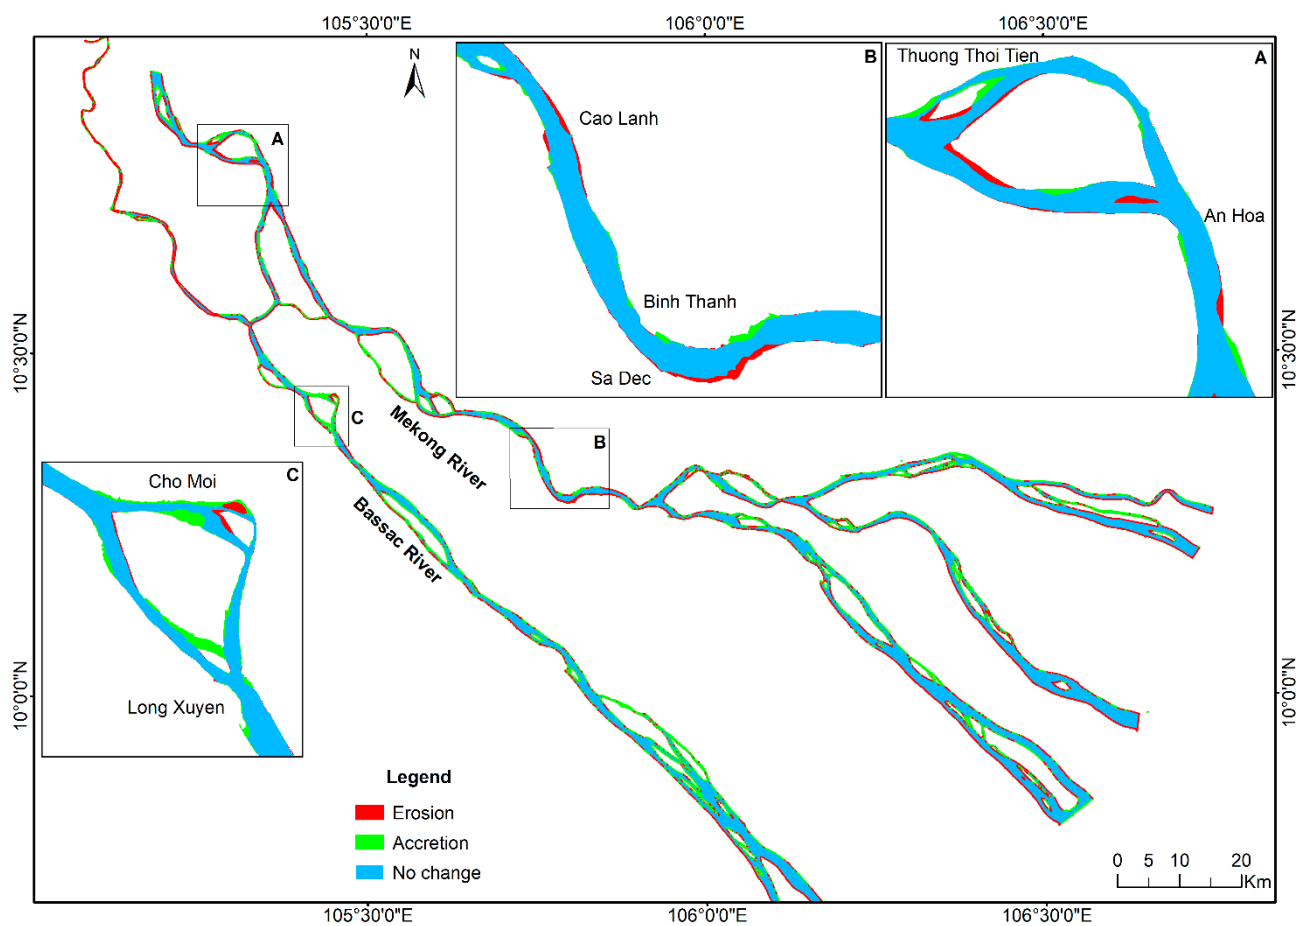 105°30'0"E
106°0'0"E
106°30'0"E
N
B
A
Thuong Thoi Tien
Cao Lanh
A
An Hoa
Binh Thanh
10°30'0"N
10°30'0"N
Sa Dec
C
Mekong River
B
C
Cho Moi
Bassac River
10°0'0"N
10°0'0"N
Long Xuyen
Legend
Erosion
Accretion
No change
0 5 10 20
Km
105°30'0"E
106°0'0"E
106°30'0"E